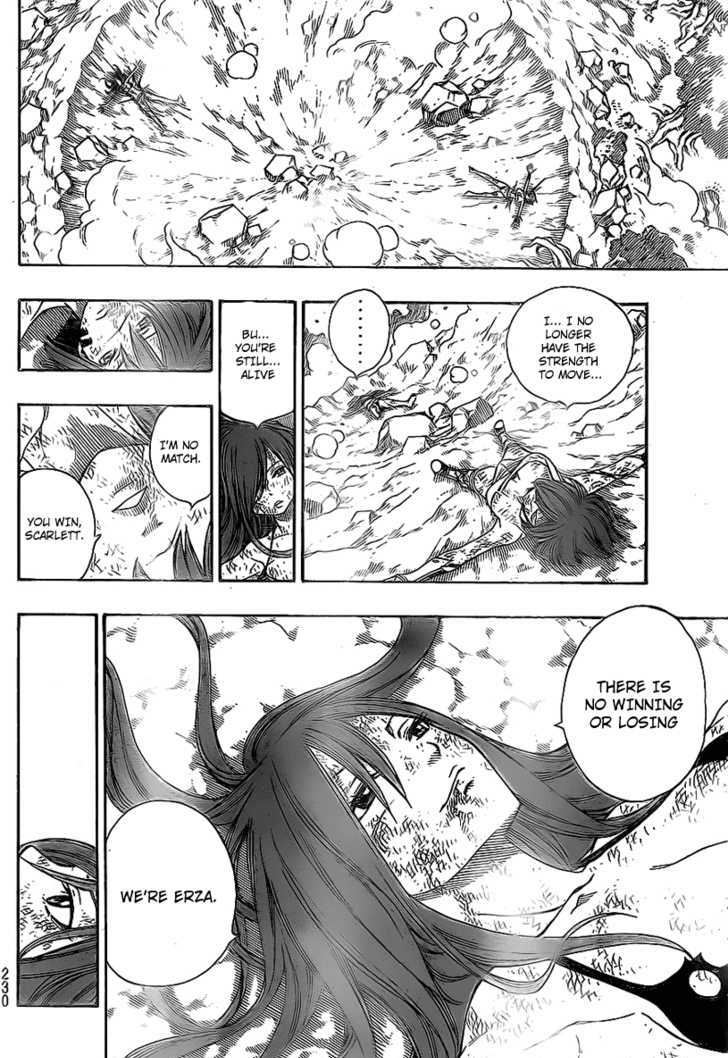 I... I NO
LONGER
HAVE THE
STRENGTH
TO MOVE...
......
BU...
YOU'RE
STILL...
ALIVE
I'M NO
MATCH.
YOU WIN,
SCARLETT.
THERE IS
NO WINNING
OR LOSING
WE'RE ERZA.
230